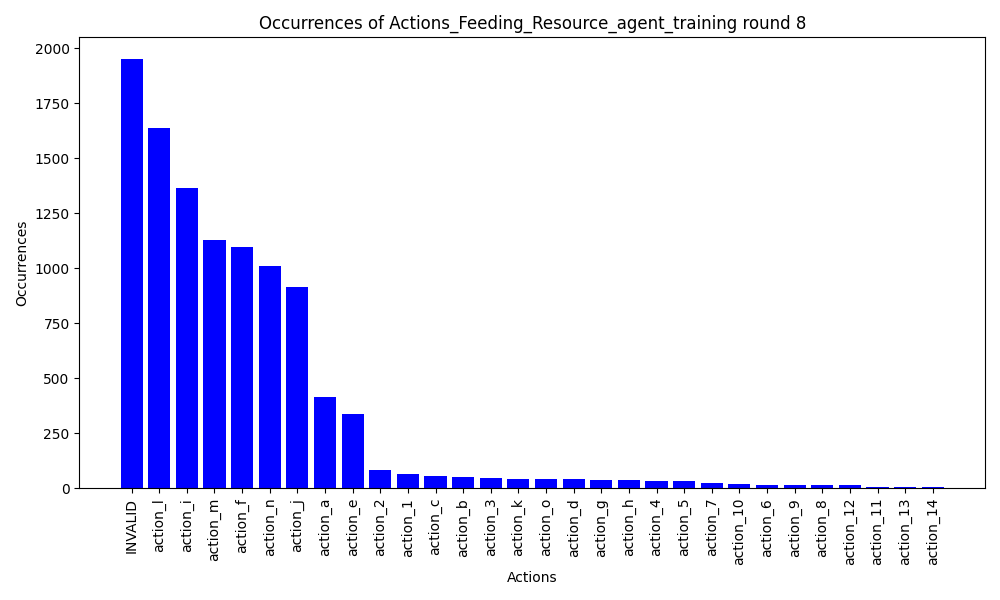 Occurrences of Actions_Feeding_Resource_agent_training round 8
Occurrences
2000
1750
1500
1250
1000
750
500
250
0
INVALID
action_l
action_i
action_m
action_f
action_n
action_j
action_a
action_e
action_2
action_1
action_c
action_b
action_3
action_k
action_o
action_d
action_g
action_h
action_4
action_5
action_7
action_10
action_6
action_9
action_8
action_12
action_11
action_13
action_14
Actions